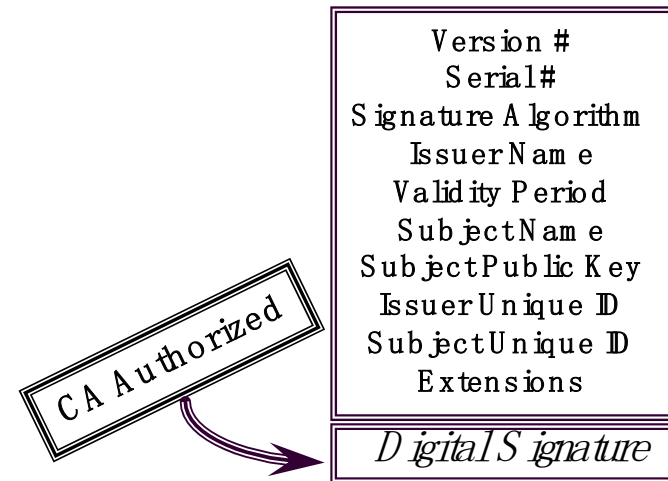 Version #
Serial #
Signature Algorithm
Issuer Name
Validity Period
Subject Name
Subject Public Key
Issuer Unique ID
Subject Unique ID
Extensions
CA Authorized
Digital Signature